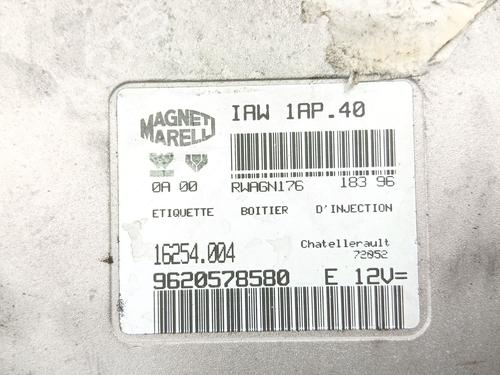 MAGNETI MARELLI
IAW 1AP.40
0A 00 RWAGN176 183 96
ETIQUETTE BOITIER D'INJECTION
16254.004 Chatellerault
72052
9620578580 E 12V=